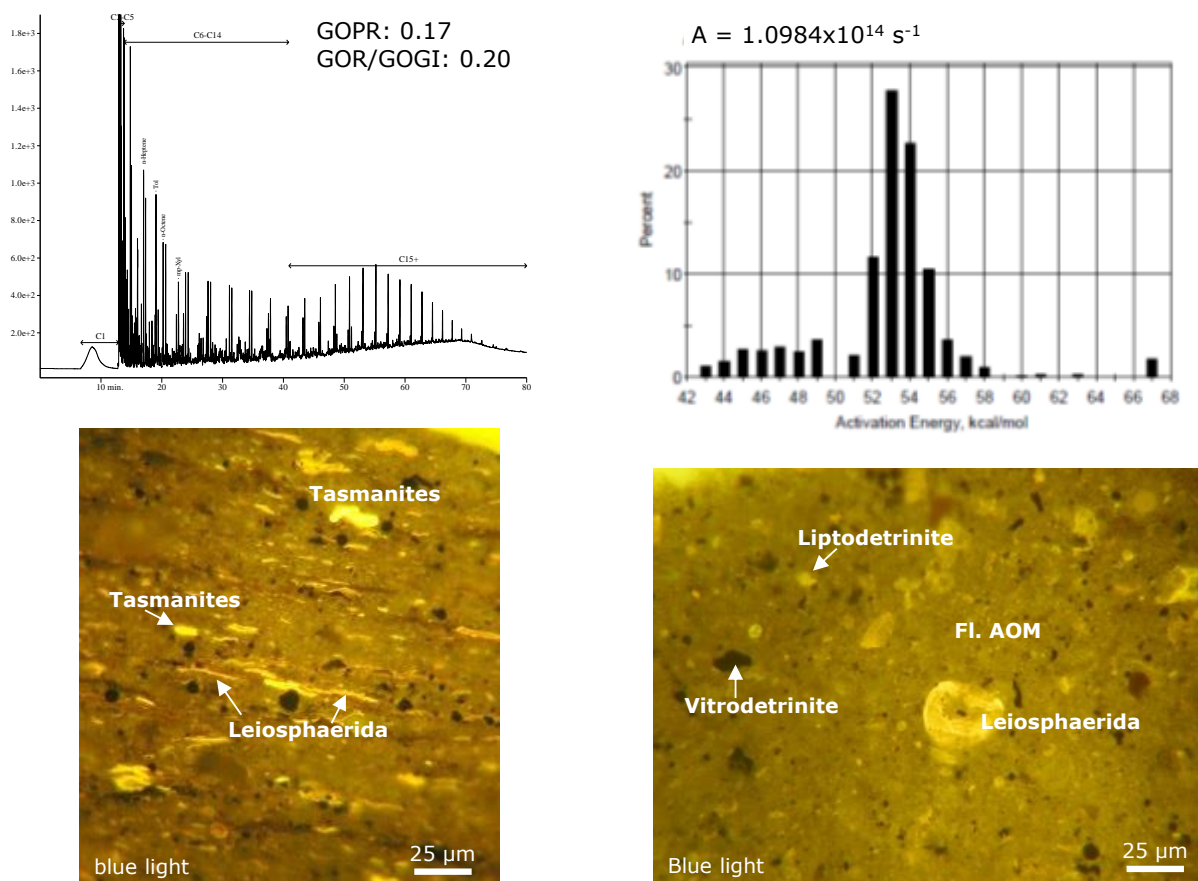 C2-C5
C6-C14
GOPR: 0.17
GOR/GOGI: 0.20
1.8e+3
1.6e+3
1.4e+3
1.2e+3
1.0e+3
8.0e+2
6.0e+2
4.0e+2
2.0e+2
n-Heptene
Tol
n-Octene
mp-Xyl
C15+
C1
10 min.
20
30
40
50
60
70
80
A = 1.0984x10¹⁴ s⁻¹
30
20
10
0
Percent
42 44 46 48 50 52 54 56 58 60 62 64 66 68
Activation Energy, kcal/mol
Tasmanites
Tasmanites
Leiosphaerida
blue light
25 µm
Liptodetrinite
Fl. AOM
Vitrodetrinite
Leiosphaerida
Blue light
25 µm